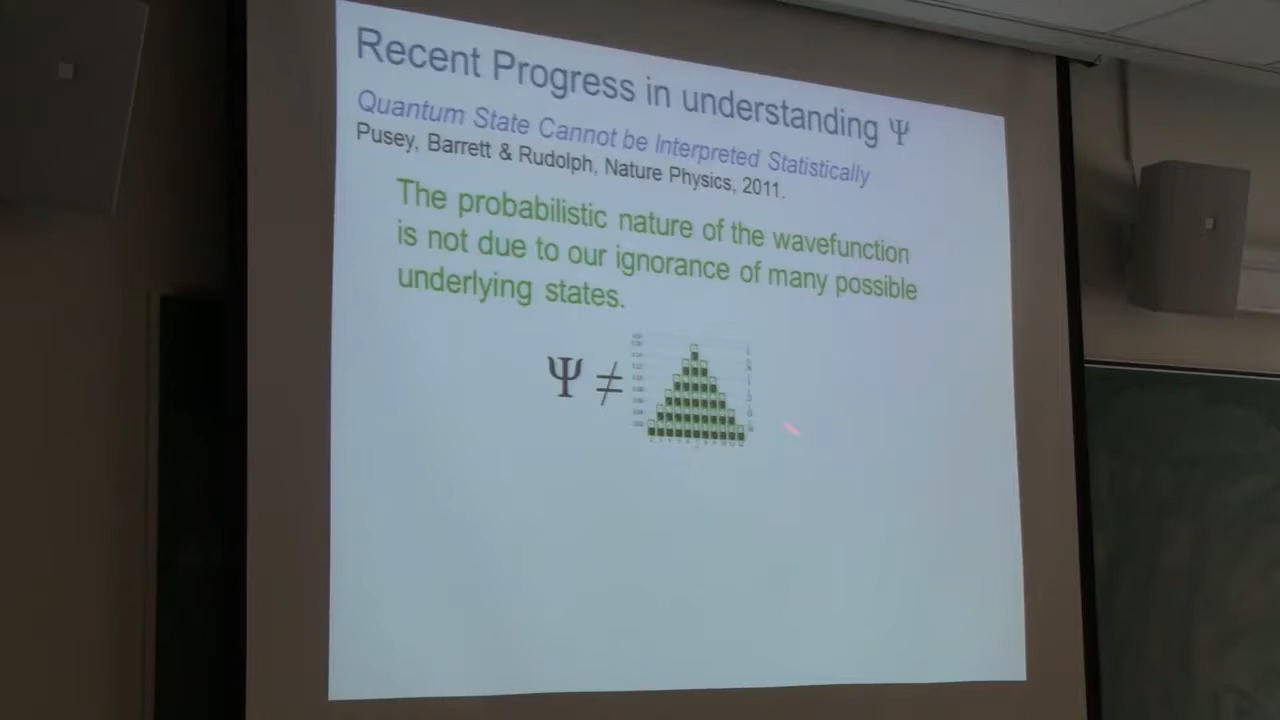 Recent Progress in understanding Ψ
Quantum State Cannot be Interpreted Statistically
Pusey, Barrett & Rudolph, Nature Physics, 2011.
The probabilistic nature of the wavefunction
is not due to our ignorance of many possible
underlying states.
Ψ ≠